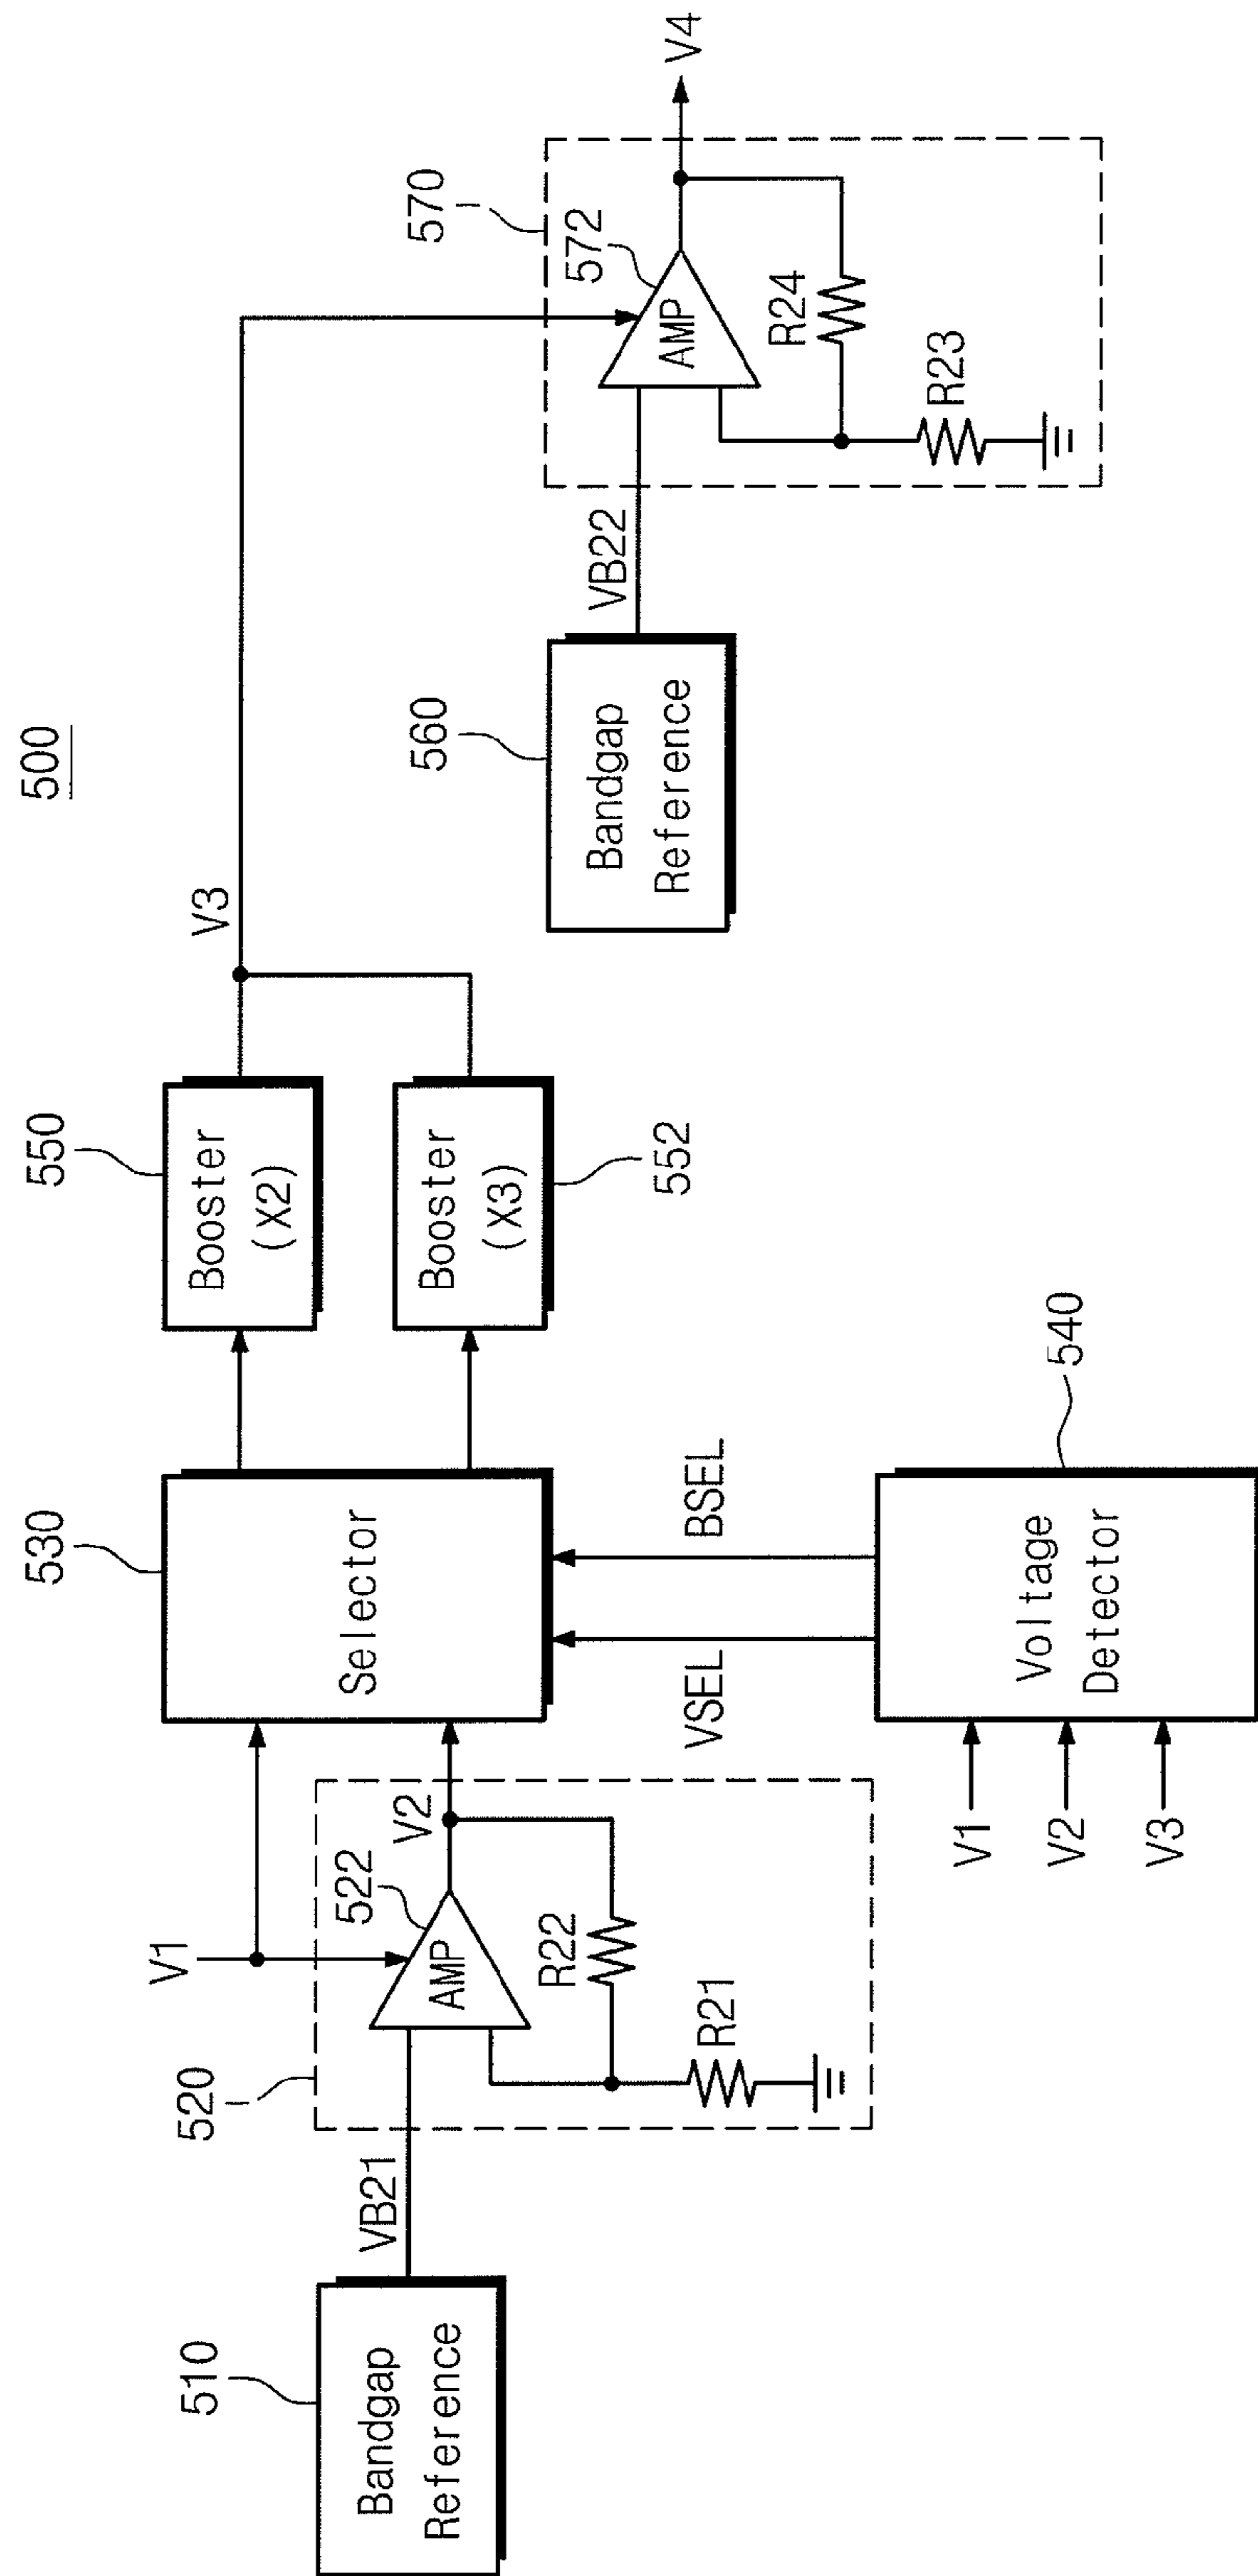 500
510
Bandgap
Reference
VB21
520
V1
522
AMP
V2
R22
R21
530
Selector
VSEL
BSEL
V1
V2
V3
Voltage
Detector
540
550
Booster
(X2)
Booster
(X3)
552
V3
560
Bandgap
Reference
VB22
570
572
AMP
R24
R23
V4